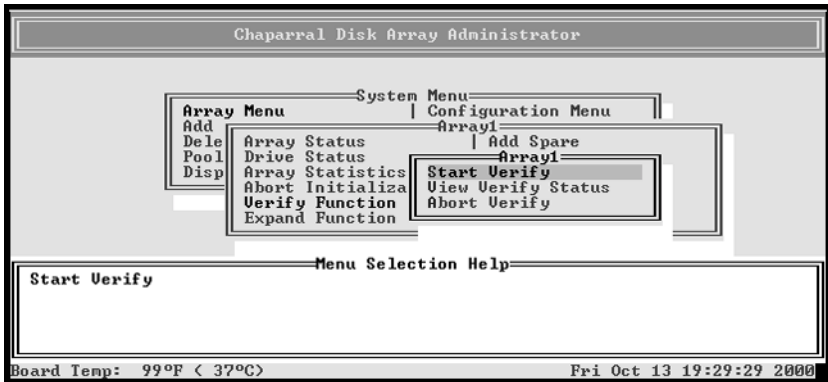 Chaparral Disk Array Administrator
System Menu
Array Menu | Configuration Menu
Add
Array1
Dele
Array Status | Add Spare
Pool
Drive Status
Array1
Disp
Array Statistics
Start Verify
Abort Initializa
View Verify Status
Verify Function
Abort Verify
Expand Function
Menu Selection Help
Start Verify
Board Temp: 99ºF ( 37ºC)
Fri Oct 13 19:29:29 2000